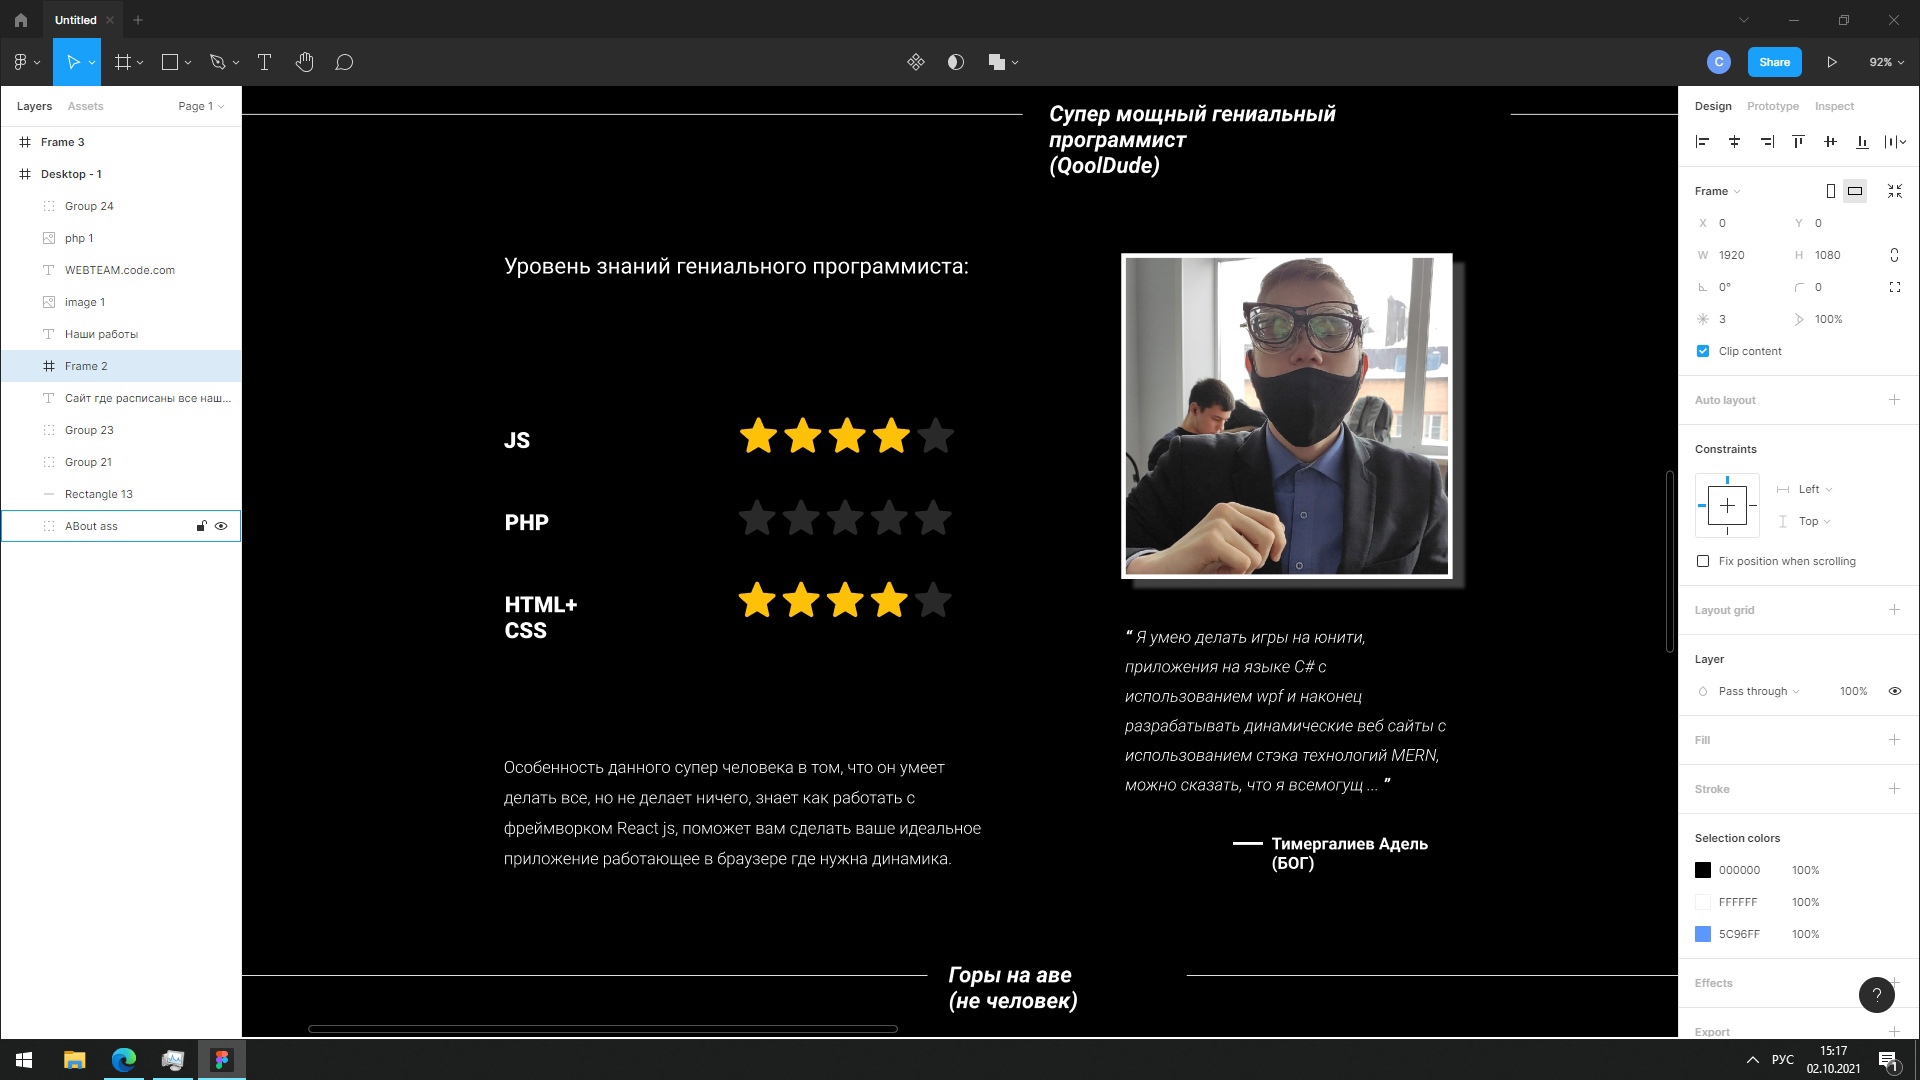 Untitled
C
Share
92%
Layers
Assets
Page 1
Frame 3
Desktop - 1
Group 24
php 1
WEBTEAM.code.com
image 1
Наши работы
Frame 2
Сайт где расписаны все наш...
Group 23
Group 21
Rectangle 13
ABout ass
Супер мощный гениальный
программист
(QoolDude)
Уровень знаний гениального программиста:
JS
PHP
HTML+
CSS
Особенность данного супер человека в том, что он умеет
делать все, но не делает ничего, знает как работать с
фреймворком React js, поможет вам сделать ваше идеальное
приложение работающее в браузере где нужна динамика.
“ Я умею делать игры на юнити,
приложения на языке C# с
использованием wpf и наконец
разрабатывать динамические веб сайты с
использованием стэка технологий MERN,
можно сказать, что я всемогущ ... ”
Тимергалиев Адель
(БОГ)
Горы на аве
(не человек)
Design
Prototype
Inspect
Frame
X 0 Y 0
W 1920 H 1080
0° 0
3 100%
Clip content
Auto layout
Constraints
Left
Top
Fix position when scrolling
Layout grid
Layer
Pass through 100%
Fill
Stroke
Selection colors
000000 100%
FFFFFF 100%
5C96FF 100%
Effects
?
Export
РУС
15:17
02.10.2021
1